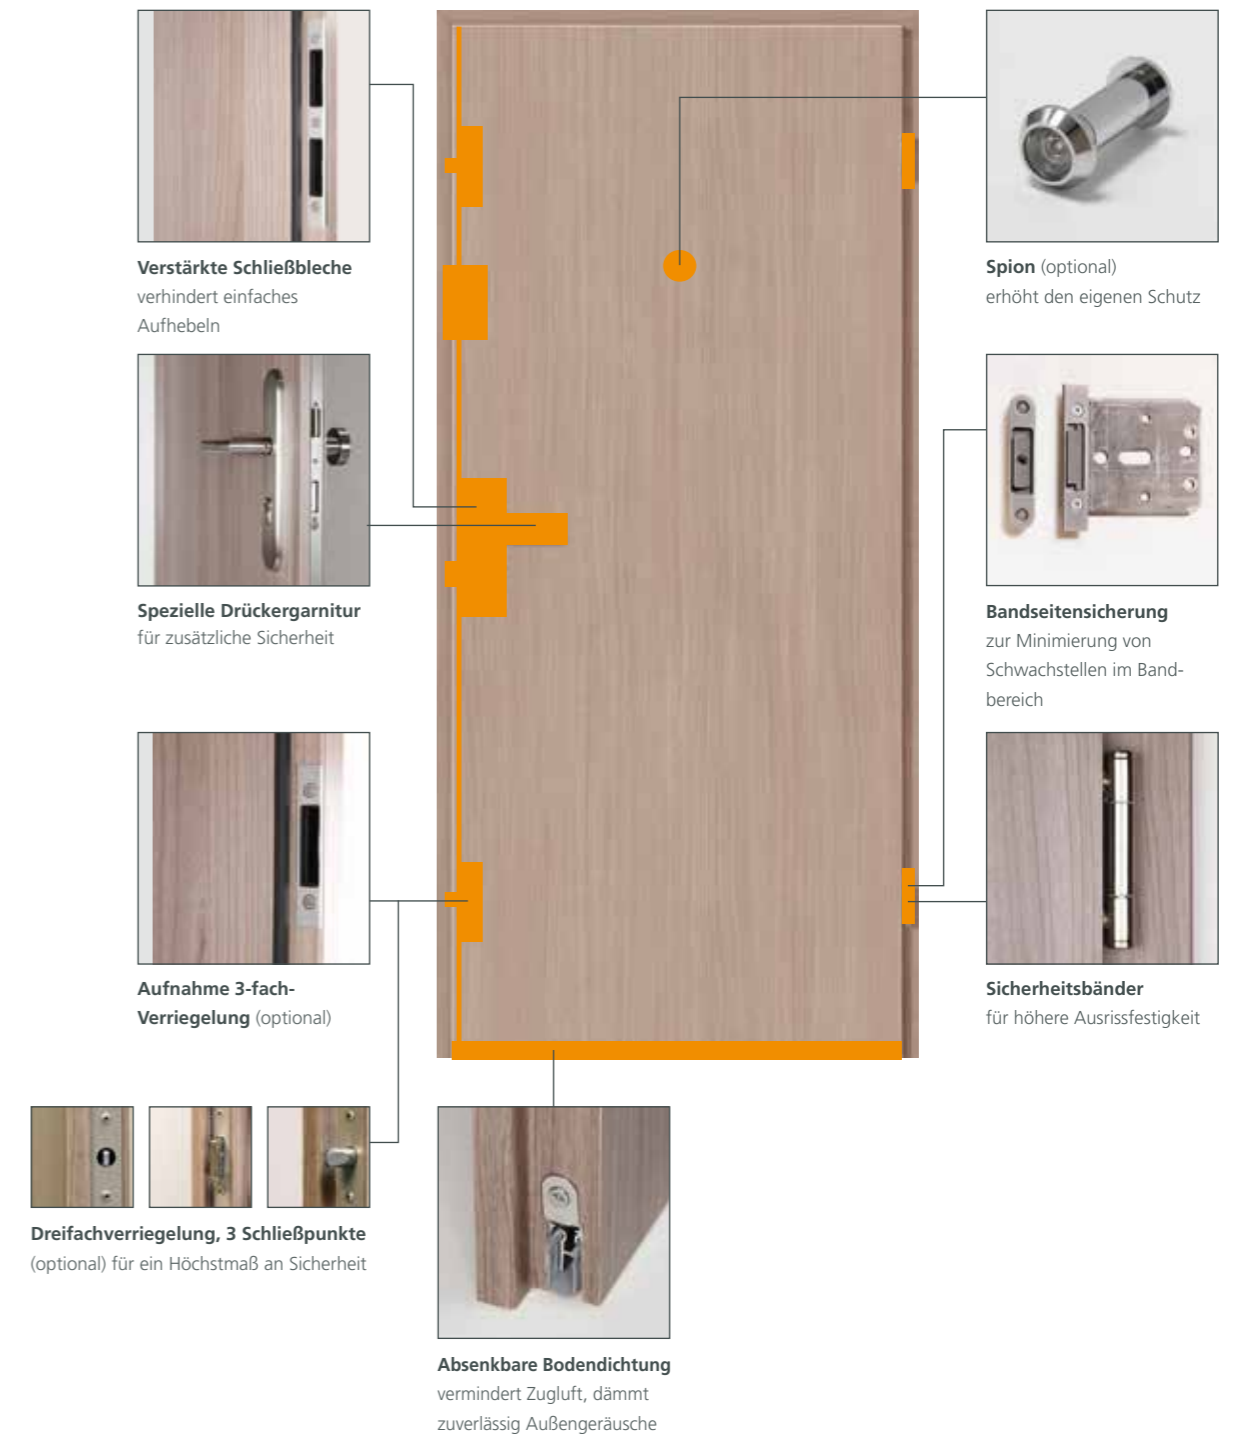 Verstärkte Schließbleche
verhindert einfaches
Aufhebeln
Spezielle Drückergarnitur
für zusätzliche Sicherheit
Aufnahme 3-fach-
Verriegelung (optional)
Dreifachverriegelung, 3 Schließpunkte
(optional) für ein Höchstmaß an Sicherheit
Absenkbare Bodendichtung
vermindert Zugluft, dämmt
zuverlässig Außengeräusche
Spion (optional)
erhöht den eigenen Schutz
Bandseitensicherung
zur Minimierung von
Schwachstellen im Band-
bereich
Sicherheitsbänder
für höhere Ausrissfestigkeit